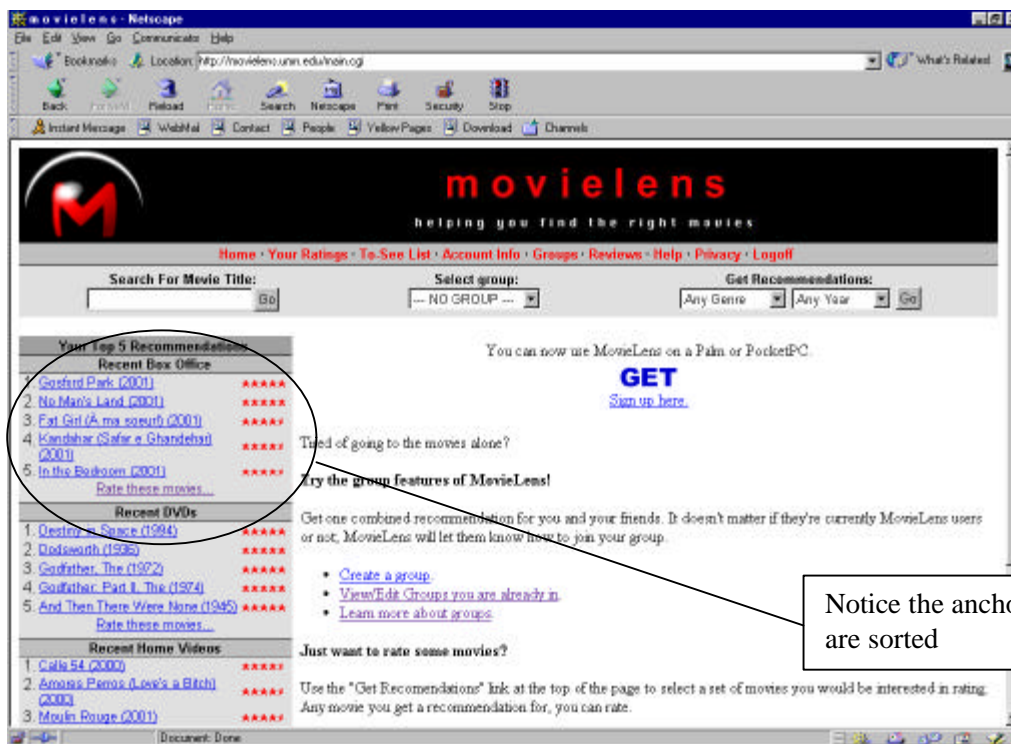 movielens - Netscape
File Edit View Go Communicator Help
Bookmarks Location: http://movielens.umn.edu/main.cgi What's Related
Back Forward Reload Home Search Netscape Print Security Stop
Instant Message WebMail Contact People Yellow Pages Download Channels
movielens
helping you find the right movies
Home · Your Ratings · To-See List · Account Info · Groups · Reviews · Help · Privacy · Logoff
Search For Movie Title: Select group: Get Recommendations:
Go --- NO GROUP --- Any Genre Any Year Go
Your Top 5 Recommendations
Recent Box Office
1. Gosford Park (2001)
2. No Man's Land (2001)
3. Fat Girl (À ma soeur!) (2001)
4. Kandahar (Safar e Ghandehar)
(2001)
5. In the Bedroom (2001)
Rate these movies...
Recent DVDs
1. Destiny in Space (1994)
2. Dodsworth (1936)
3. Godfather, The (1972)
4. Godfather: Part II, The (1974)
5. And Then There Were None (1945)
Rate these movies...
Recent Home Videos
1. Calle 54 (2000)
2. Amores Perros (Love's a Bitch)
(2000)
3. Moulin Rouge (2001)
You can now use MovieLens on a Palm or PocketPC.
GET
Sign up here.
Tired of going to the movies alone?
Try the group features of MovieLens!
Get one combined recommendation for you and your friends. It doesn't matter if they're currently MovieLens users
or not, MovieLens will let them know how to join your group.
• Create a group.
• View/Edit Groups you are already in.
• Learn more about groups.
Just want to rate some movies?
Use the "Get Recomendations" link at the top of the page to select a set of movies you would be interested in rating.
Any movie you get a recommendation for, you can rate.
Notice the ancho
are sorted
Document: Done